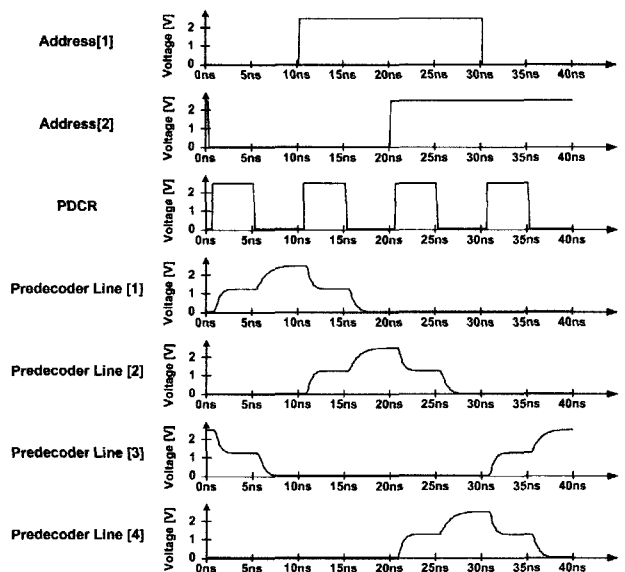 Address[1]
Voltage [V]
2
1
0
0ns 5ns 10ns 15ns 20ns 25ns 30ns 35ns 40ns
Address[2]
Voltage [V]
2
1
0
0ns 5ns 10ns 15ns 20ns 25ns 30ns 35ns 40ns
PDCR
Voltage [V]
2
1
0
0ns 5ns 10ns 15ns 20ns 25ns 30ns 35ns 40ns
Predecoder Line [1]
Voltage [V]
2
1
0
0ns 5ns 10ns 15ns 20ns 25ns 30ns 35ns 40ns
Predecoder Line [2]
Voltage [V]
2
1
0
0ns 5ns 10ns 15ns 20ns 25ns 30ns 35ns 40ns
Predecoder Line [3]
Voltage [V]
2
1
0
0ns 5ns 10ns 15ns 20ns 25ns 30ns 35ns 40ns
Predecoder Line [4]
Voltage [V]
2
1
0
0ns 5ns 10ns 15ns 20ns 25ns 30ns 35ns 40ns